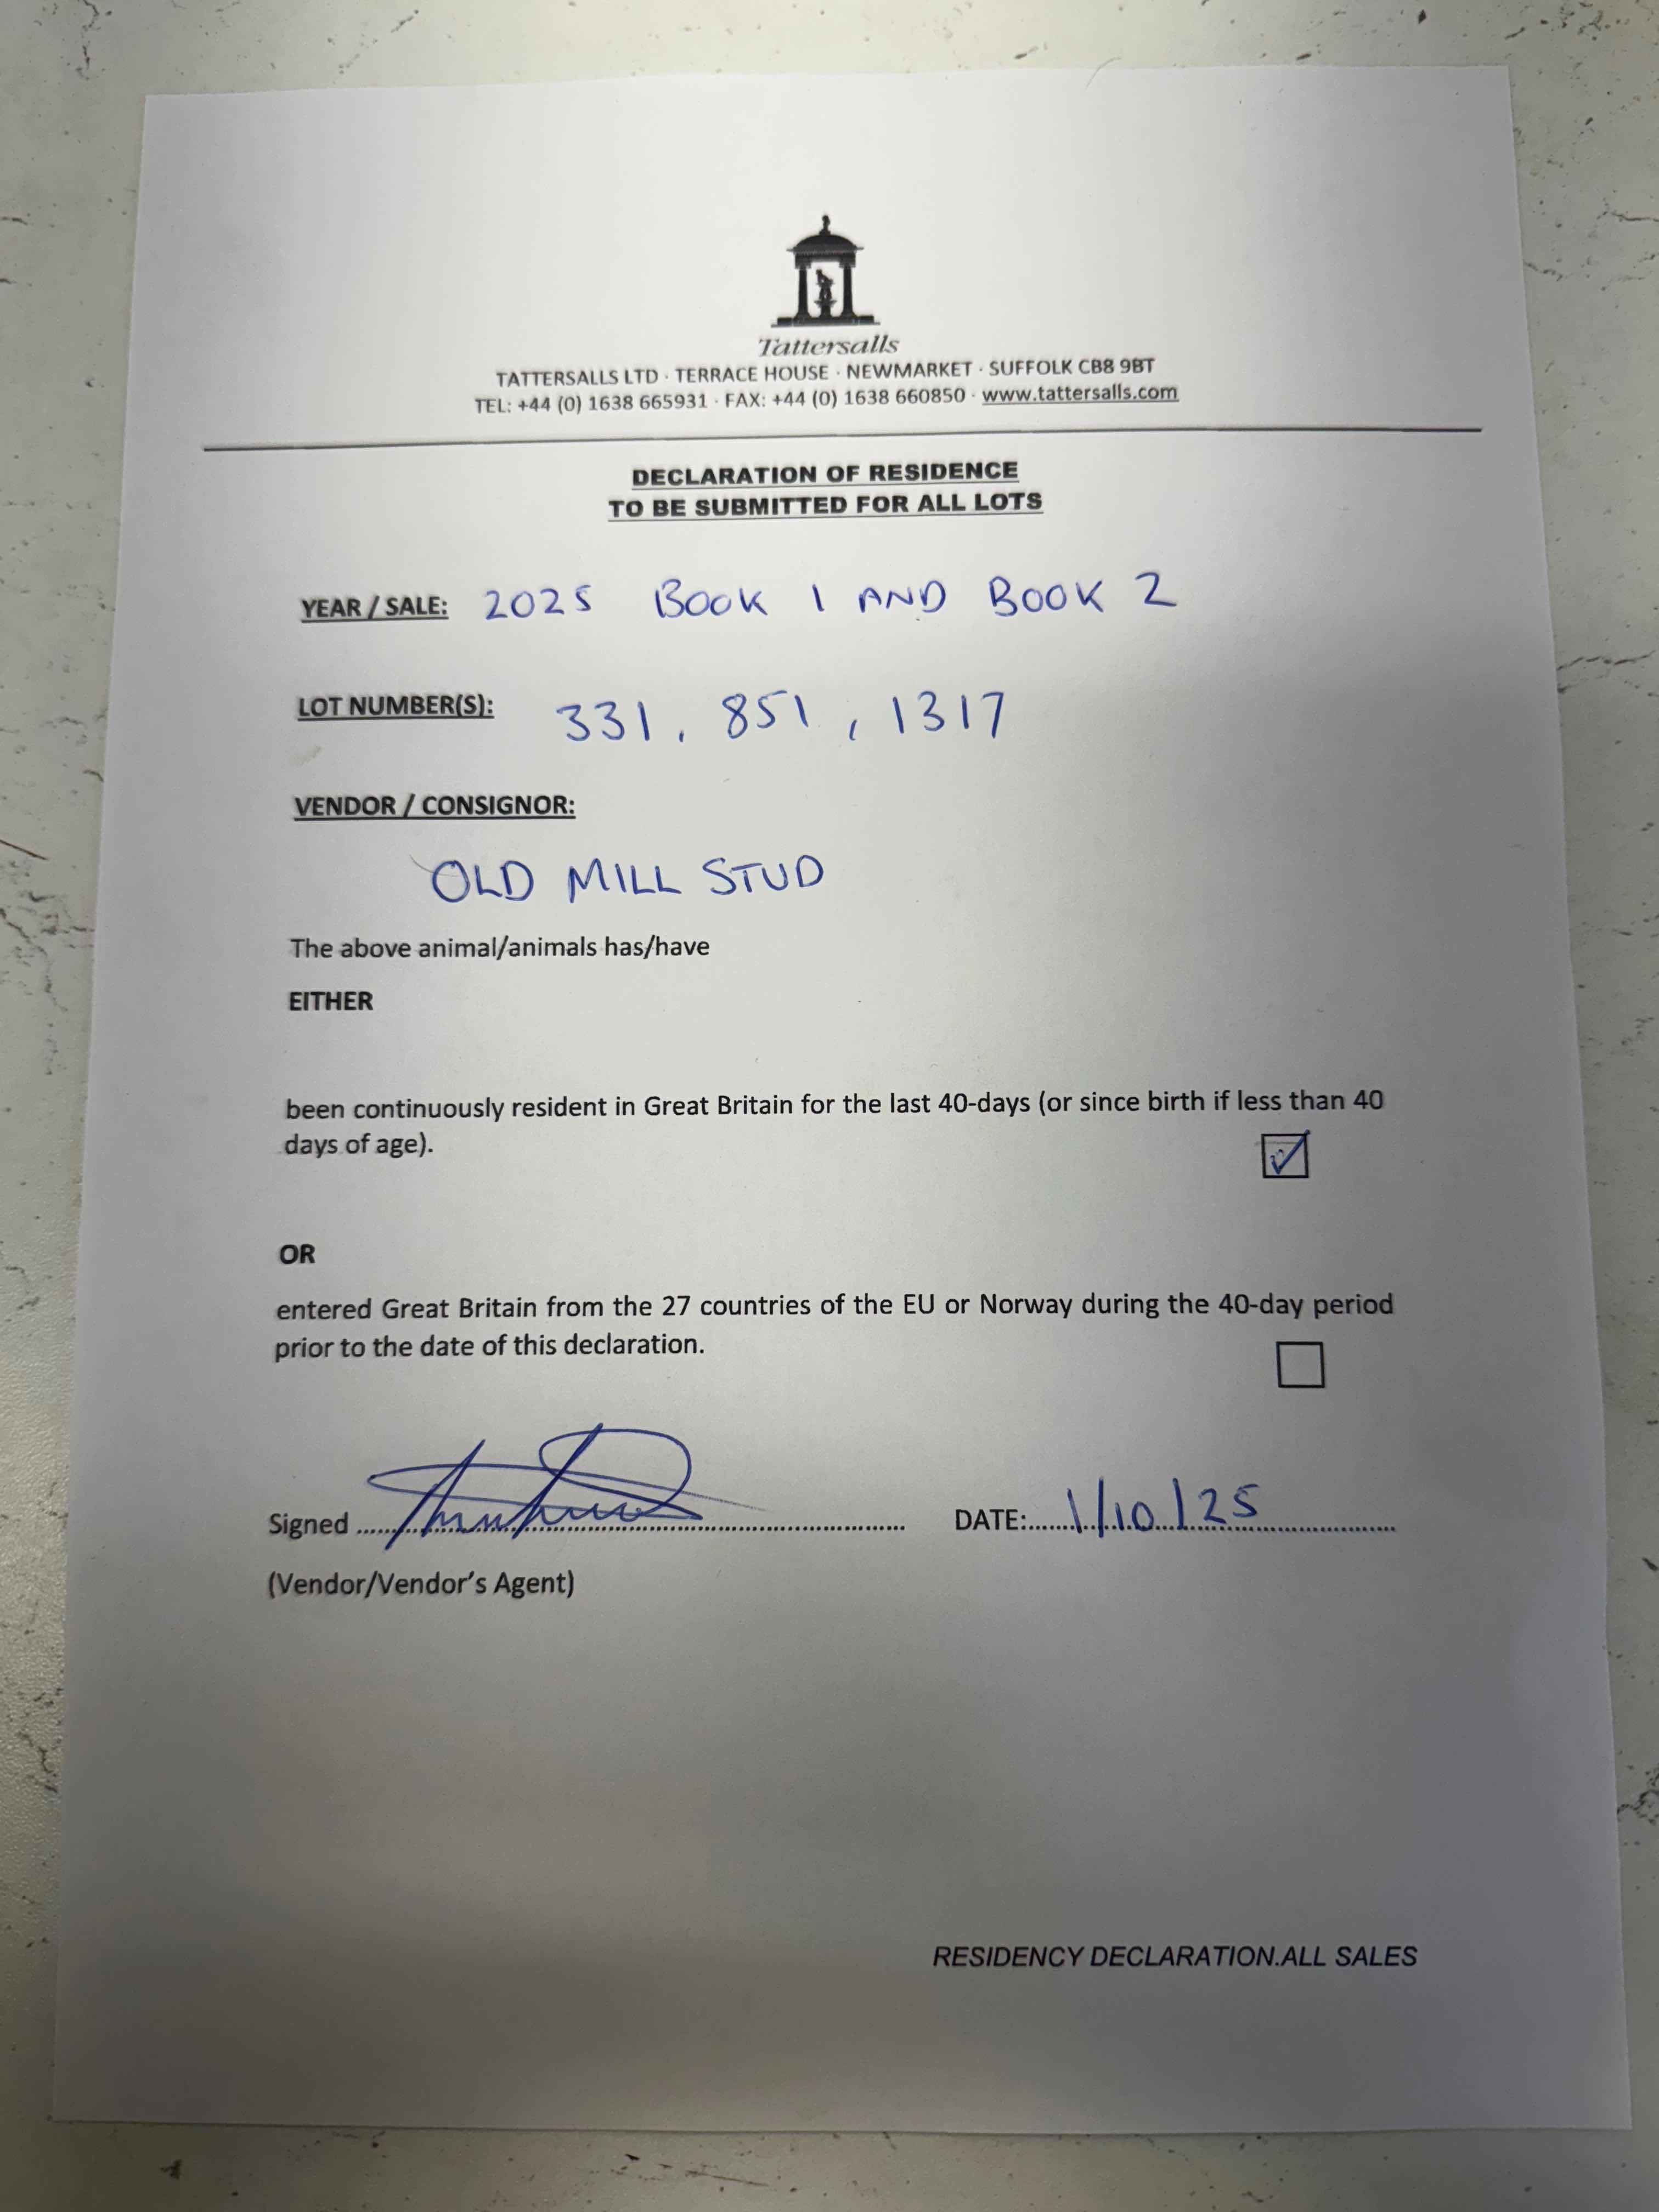 Tattersalls
TATTERSALLS LTD · TERRACE HOUSE · NEWMARKET · SUFFOLK CB8 9BT
TEL: +44 (0) 1638 665931 · FAX: +44 (0) 1638 660850 · www.tattersalls.com
DECLARATION OF RESIDENCE
TO BE SUBMITTED FOR ALL LOTS
YEAR / SALE: 2025 BOOK 1 AND BOOK 2
LOT NUMBER(S): 331, 851, 1317
VENDOR / CONSIGNOR:
OLD MILL STUD
The above animal/animals has/have
EITHER
been continuously resident in Great Britain for the last 40-days (or since birth if less than 40
days of age).
OR
entered Great Britain from the 27 countries of the EU or Norway during the 40-day period
prior to the date of this declaration.
Signed DATE: 1/10/25
(Vendor/Vendor's Agent)
RESIDENCY DECLARATION.ALL SALES